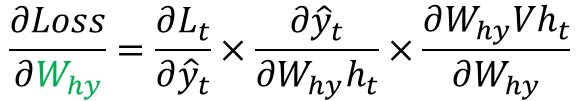 ∂Loss/∂W_hy = ∂L_t/∂ŷ_t × ∂ŷ_t/∂W_hy h_t × ∂W_hy V h_t/∂W_hy